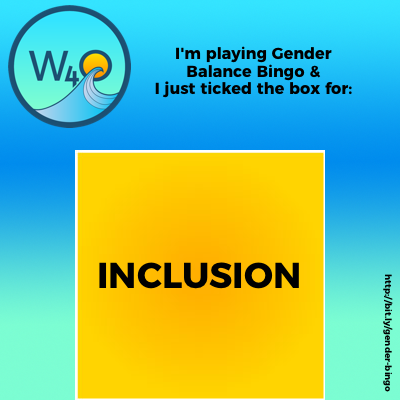 W4O
I'm playing Gender
Balance Bingo &
I just ticked the box for:
INCLUSION
http://bit.ly/gender-bingo